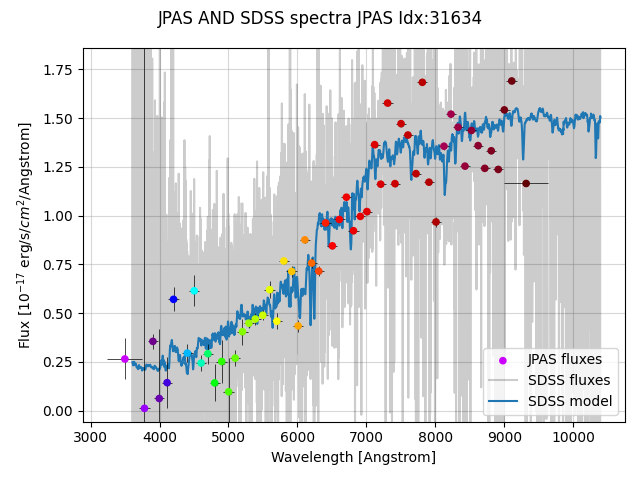 JPAS AND SDSS spectra JPAS Idx:31634
Flux [10⁻¹⁷ erg/s/cm²/Angstrom]
1.75
1.50
1.25
1.00
0.75
0.50
0.25
0.00
JPAS fluxes
SDSS fluxes
SDSS model
3000 4000 5000 6000 7000 8000 9000 10000
Wavelength [Angstrom]